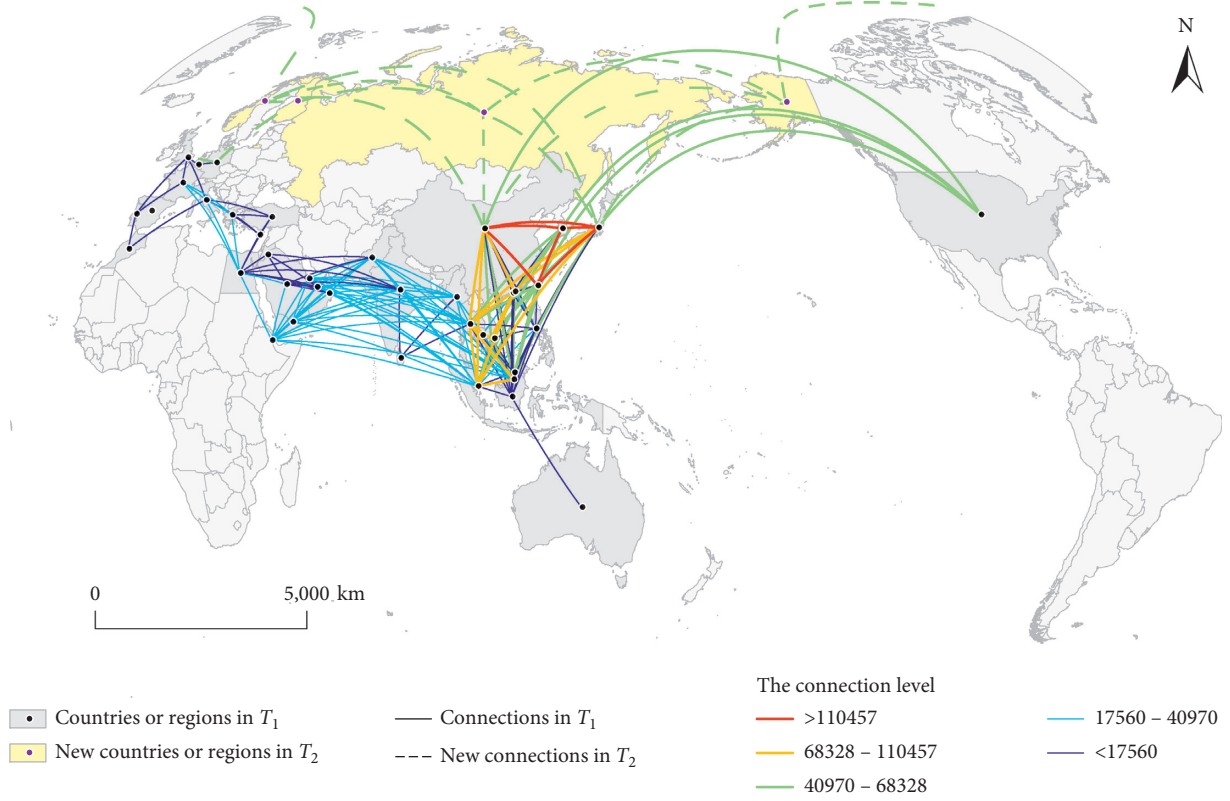 N
0 5,000 km
The connection level
Countries or regions in T₁
Connections in T₁
>110457
17560 – 40970
New countries or regions in T₂
New connections in T₂
68328 – 110457
<17560
40970 – 68328